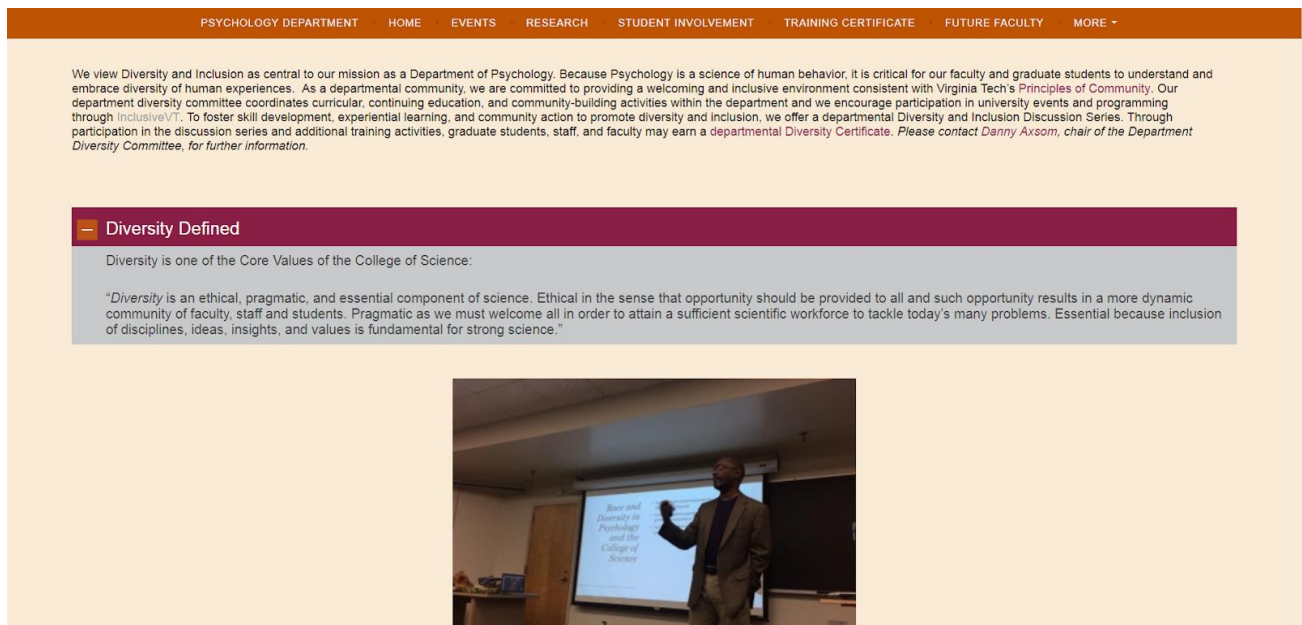 PSYCHOLOGY DEPARTMENT HOME EVENTS RESEARCH STUDENT INVOLVEMENT TRAINING CERTIFICATE FUTURE FACULTY MORE
We view Diversity and Inclusion as central to our mission as a Department of Psychology. Because Psychology is a science of human behavior, it is critical for our faculty and graduate students to understand and
embrace diversity of human experiences. As a departmental community, we are committed to providing a welcoming and inclusive environment consistent with Virginia Tech's Principles of Community. Our
department diversity committee coordinates curricular, continuing education, and community-building activities within the department and we encourage participation in university events and programming
through InclusiveVT. To foster skill development, experiential learning, and community action to promote diversity and inclusion, we offer a departmental Diversity and Inclusion Discussion Series. Through
participation in the discussion series and additional training activities, graduate students, staff, and faculty may earn a departmental Diversity Certificate. Please contact Danny Axsom, chair of the Department
Diversity Committee, for further information.
Diversity Defined
Diversity is one of the Core Values of the College of Science:
“Diversity is an ethical, pragmatic, and essential component of science. Ethical in the sense that opportunity should be provided to all and such opportunity results in a more dynamic
community of faculty, staff and students. Pragmatic as we must welcome all in order to attain a sufficient scientific workforce to tackle today's many problems. Essential because inclusion
of disciplines, ideas, insights, and values is fundamental for strong science.”
Race and
Diversity in
Psychology
and the
College of
Science